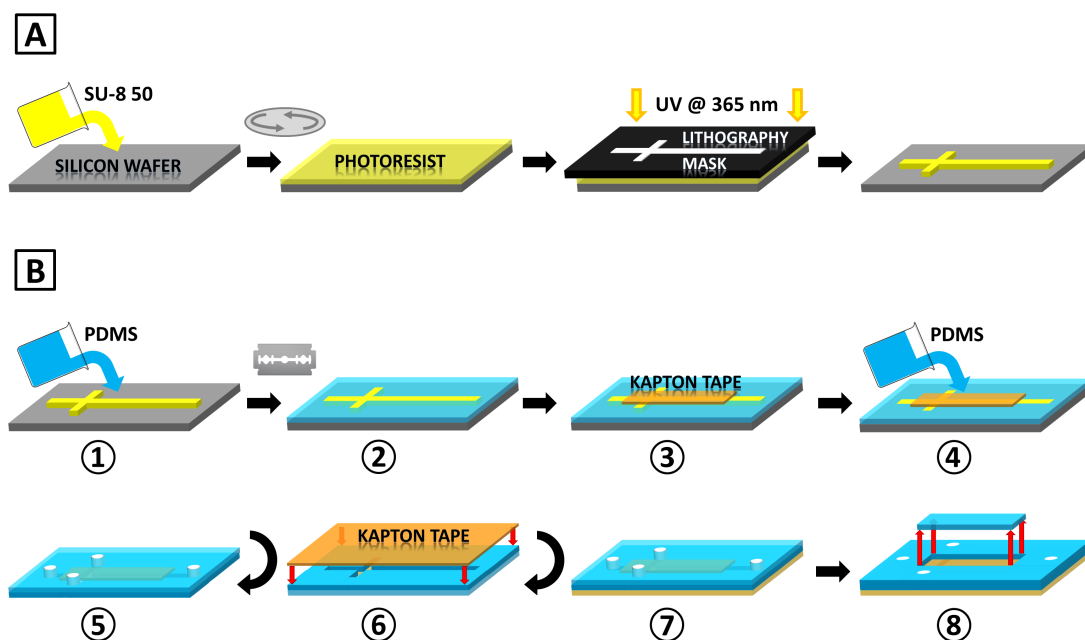 A
SU-8 50
SILICON WAFER
PHOTORESIST
UV @ 365 nm
LITHOGRAPHY
MASK
B
PDMS
1
2
KAPTON TAPE
3
PDMS
4
5
KAPTON TAPE
6
7
8